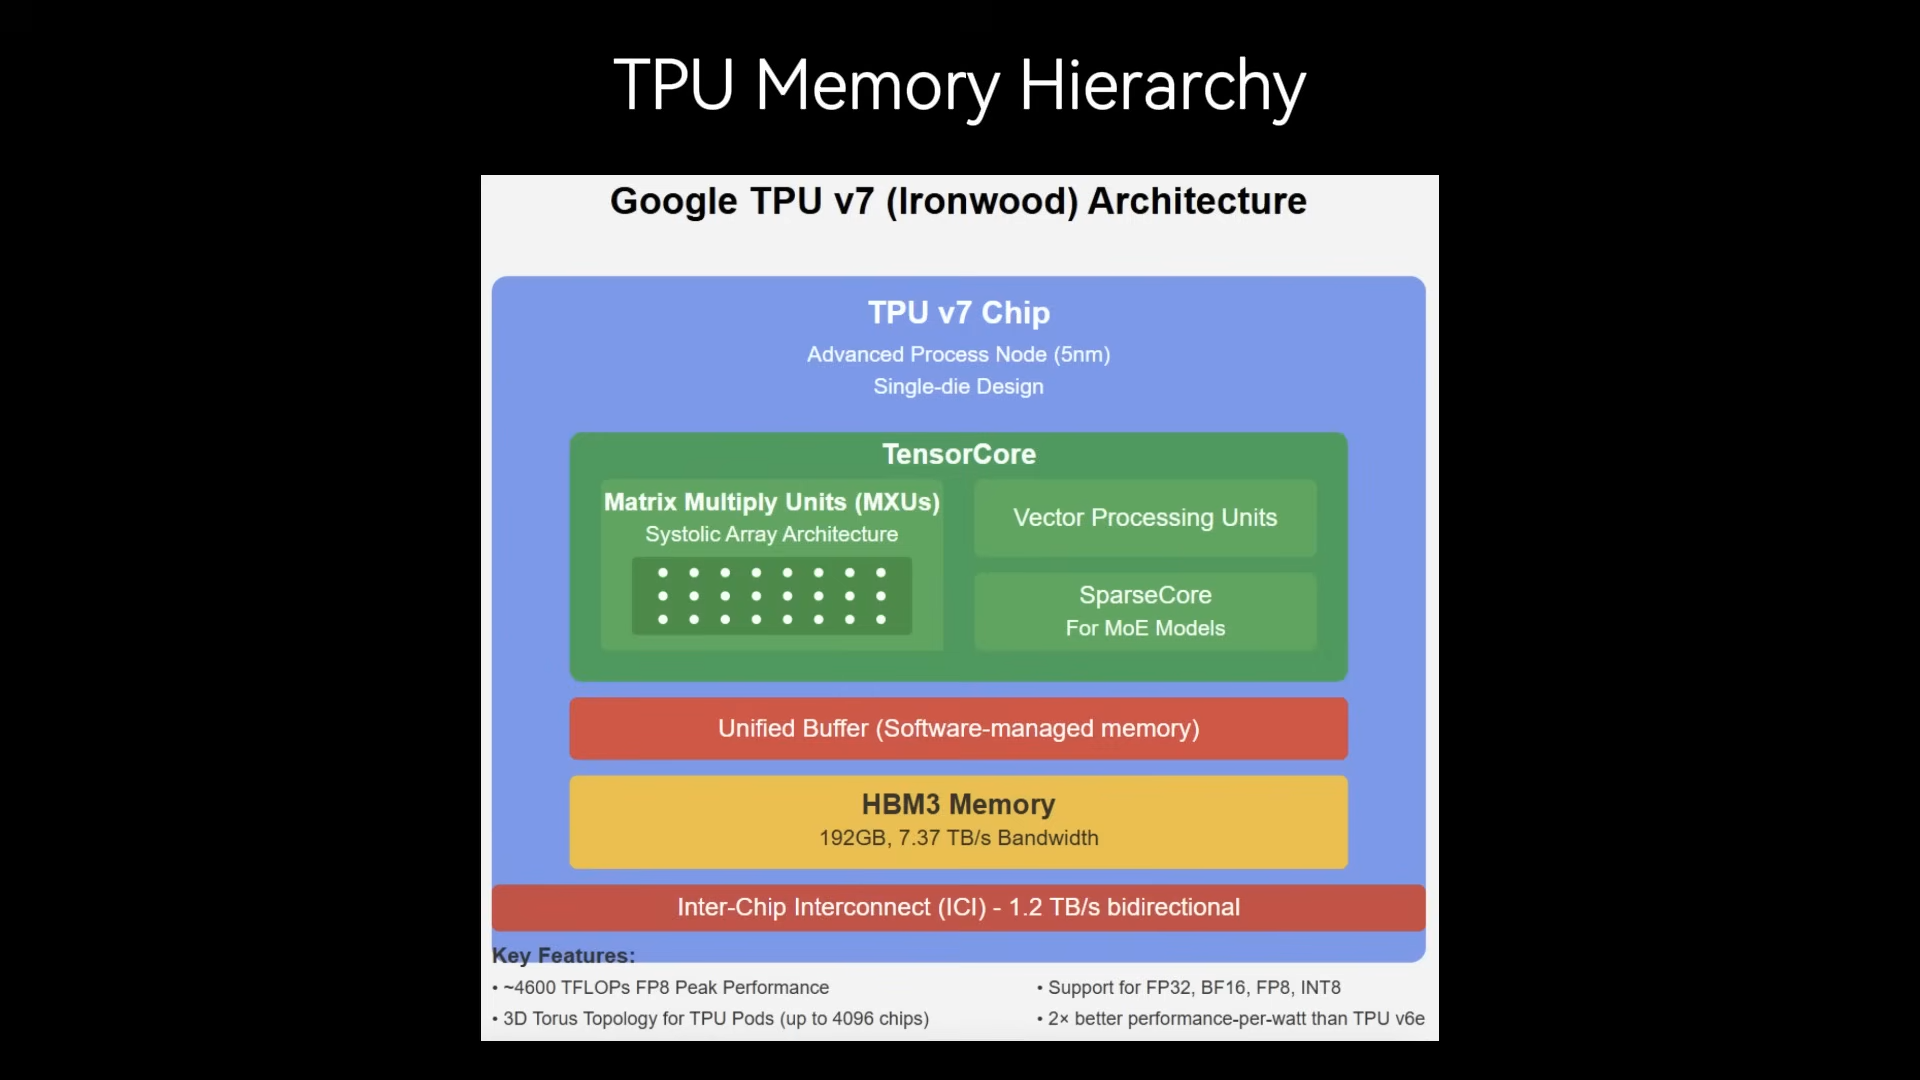 TPU Memory Hierarchy
Google TPU v7 (Ironwood) Architecture
TPU v7 Chip
Advanced Process Node (5nm)
Single-die Design
TensorCore
Matrix Multiply Units (MXUs)
Systolic Array Architecture
Vector Processing Units
SparseCore
For MoE Models
Unified Buffer (Software-managed memory)
HBM3 Memory
192GB, 7.37 TB/s Bandwidth
Inter-Chip Interconnect (ICI) - 1.2 TB/s bidirectional
Key Features:
• ~4600 TFLOPs FP8 Peak Performance
• 3D Torus Topology for TPU Pods (up to 4096 chips)
• Support for FP32, BF16, FP8, INT8
• 2× better performance-per-watt than TPU v6e